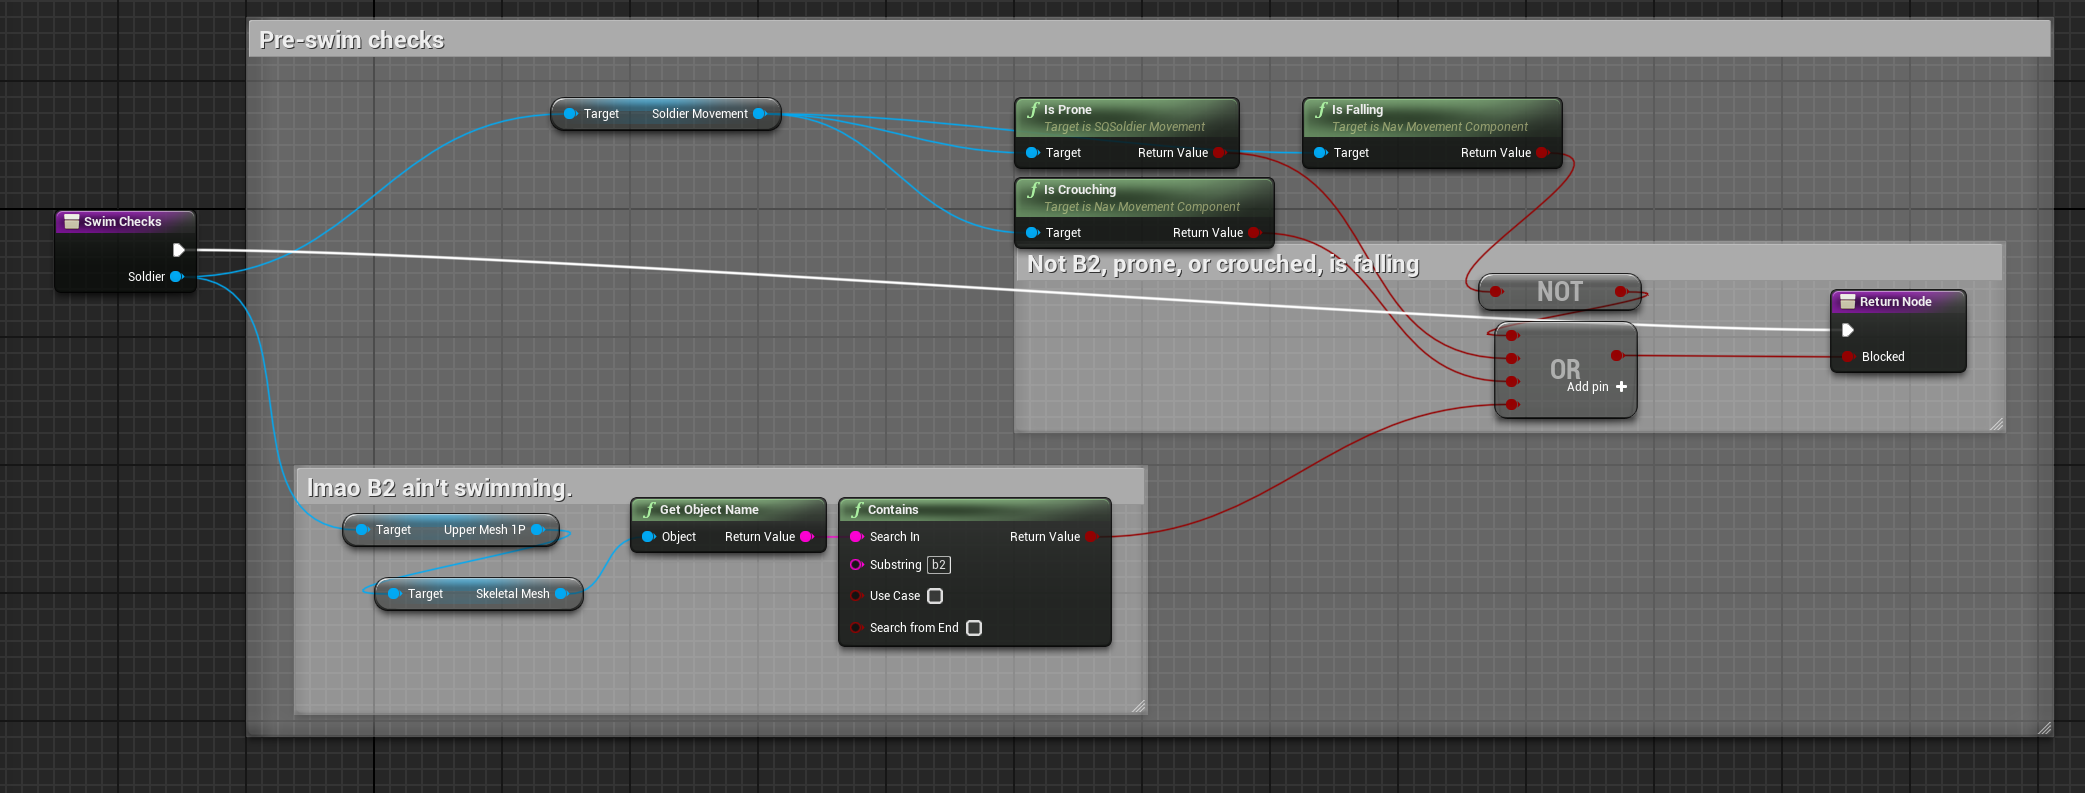 Pre-swim checks
Target Soldier Movement
f Is Prone
Target is SQSoldier Movement
Target Return Value
f Is Falling
Target is Nav Movement Component
Target Return Value
f Is Crouching
Target is Nav Movement Component
Target Return Value
Swim Checks
Soldier
Not B2, prone, or crouched, is falling
NOT
OR
Add pin +
Return Node
Blocked
lmao B2 ain't swimming.
Target Upper Mesh 1P
Target Skeletal Mesh
f Get Object Name
Object Return Value
f Contains
Search In Return Value
Substring b2
Use Case
Search from End